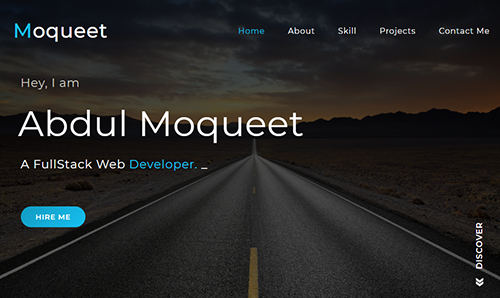 Moqueet
Home About Skill Projects Contact Me
Hey, I am
Abdul Moqueet
A FullStack Web Developer. _
HIRE ME
DISCOVER